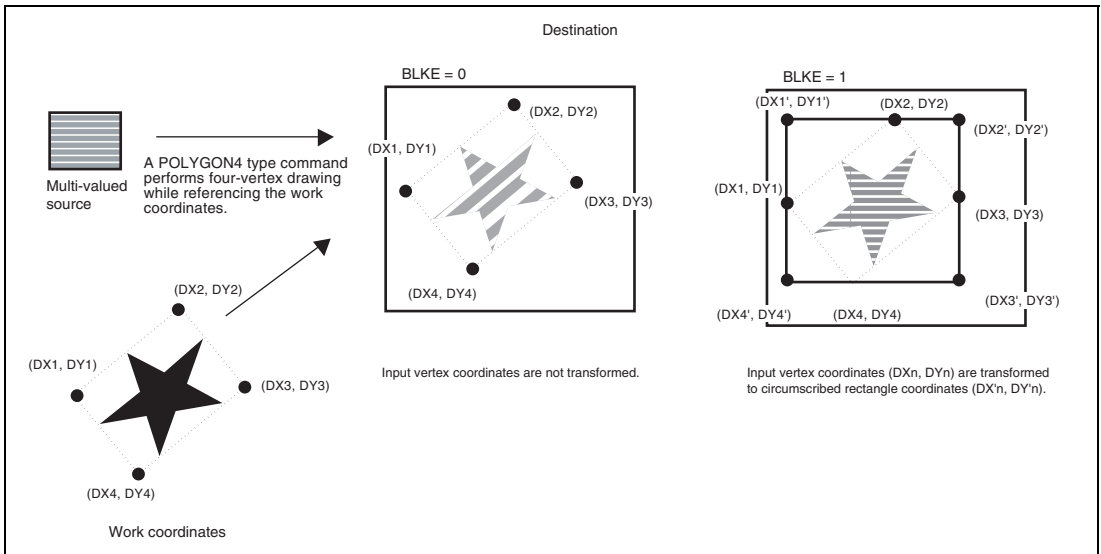 Destination
BLKE = 0
BLKE = 1
(DX1', DY1')
(DX2, DY2)
(DX2, DY2)
(DX2', DY2')
(DX1, DY1)
A POLYGON4 type command
performs four-vertex drawing
while referencing the work
coordinates.
Multi-valued
source
(DX1, DY1)
(DX3, DY3)
(DX3, DY3)
(DX2, DY2)
(DX4, DY4)
(DX3', DY3')
(DX4', DY4')
(DX4, DY4)
(DX1, DY1)
(DX3, DY3)
Input vertex coordinates are not transformed.
Input vertex coordinates (DXn, DYn) are transformed
to circumscribed rectangle coordinates (DX'n, DY'n).
(DX4, DY4)
Work coordinates